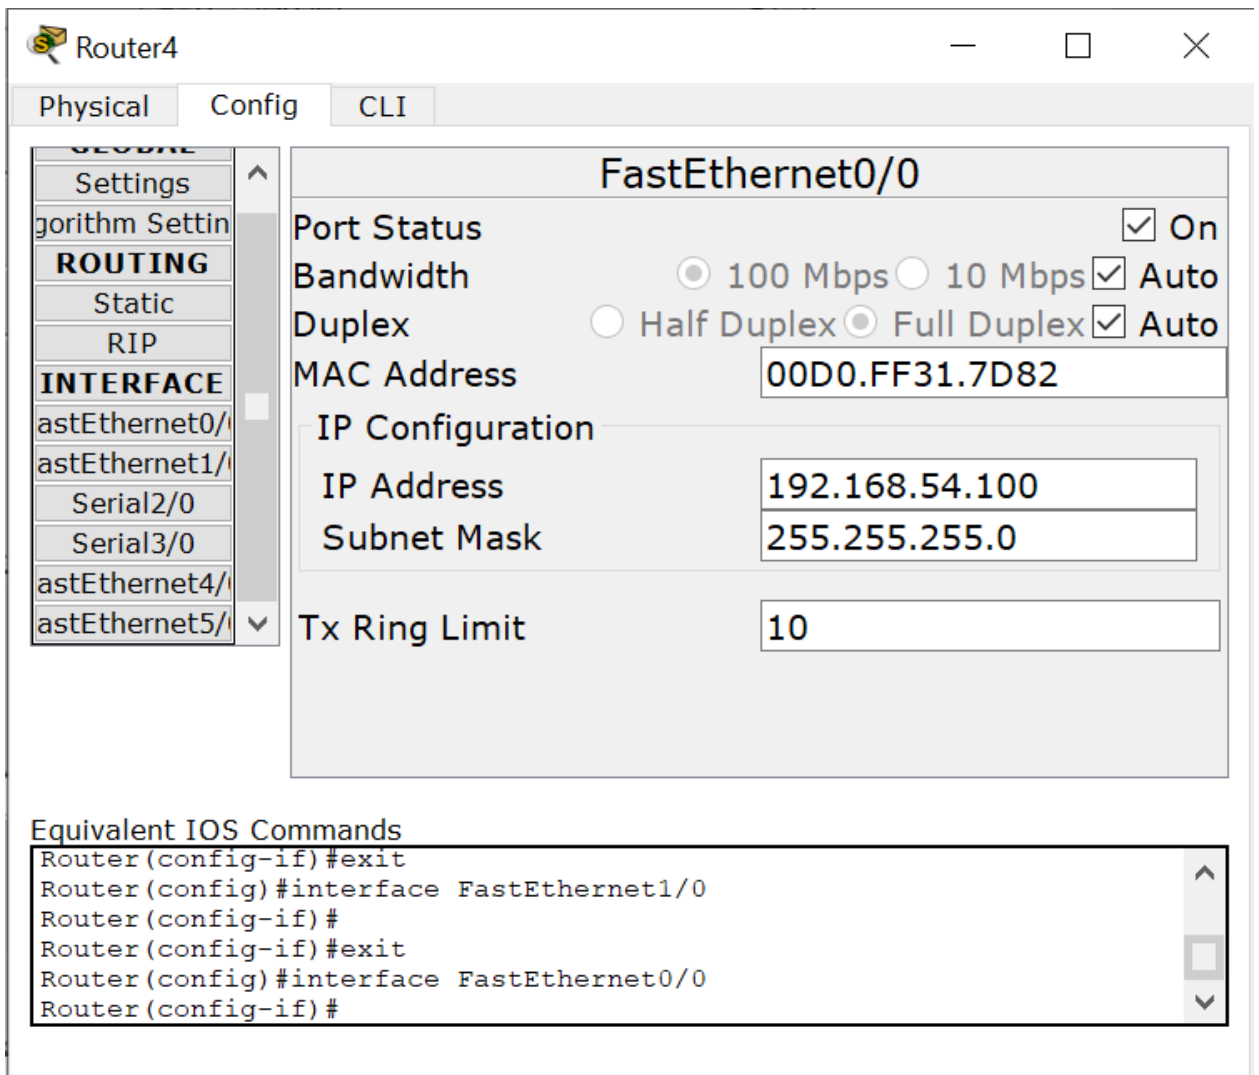 Router4
Physical Config CLI
GLOBAL
Settings
gorithm Settin
ROUTING
Static
RIP
INTERFACE
astEthernet0/
astEthernet1/
Serial2/0
Serial3/0
astEthernet4/
astEthernet5/
FastEthernet0/0
Port Status On
Bandwidth 100 Mbps 10 Mbps Auto
Duplex Half Duplex Full Duplex Auto
MAC Address 00D0.FF31.7D82
IP Configuration
IP Address 192.168.54.100
Subnet Mask 255.255.255.0
Tx Ring Limit 10
Equivalent IOS Commands
Router(config-if)#exit
Router(config)#interface FastEthernet1/0
Router(config-if)#
Router(config-if)#exit
Router(config)#interface FastEthernet0/0
Router(config-if)#